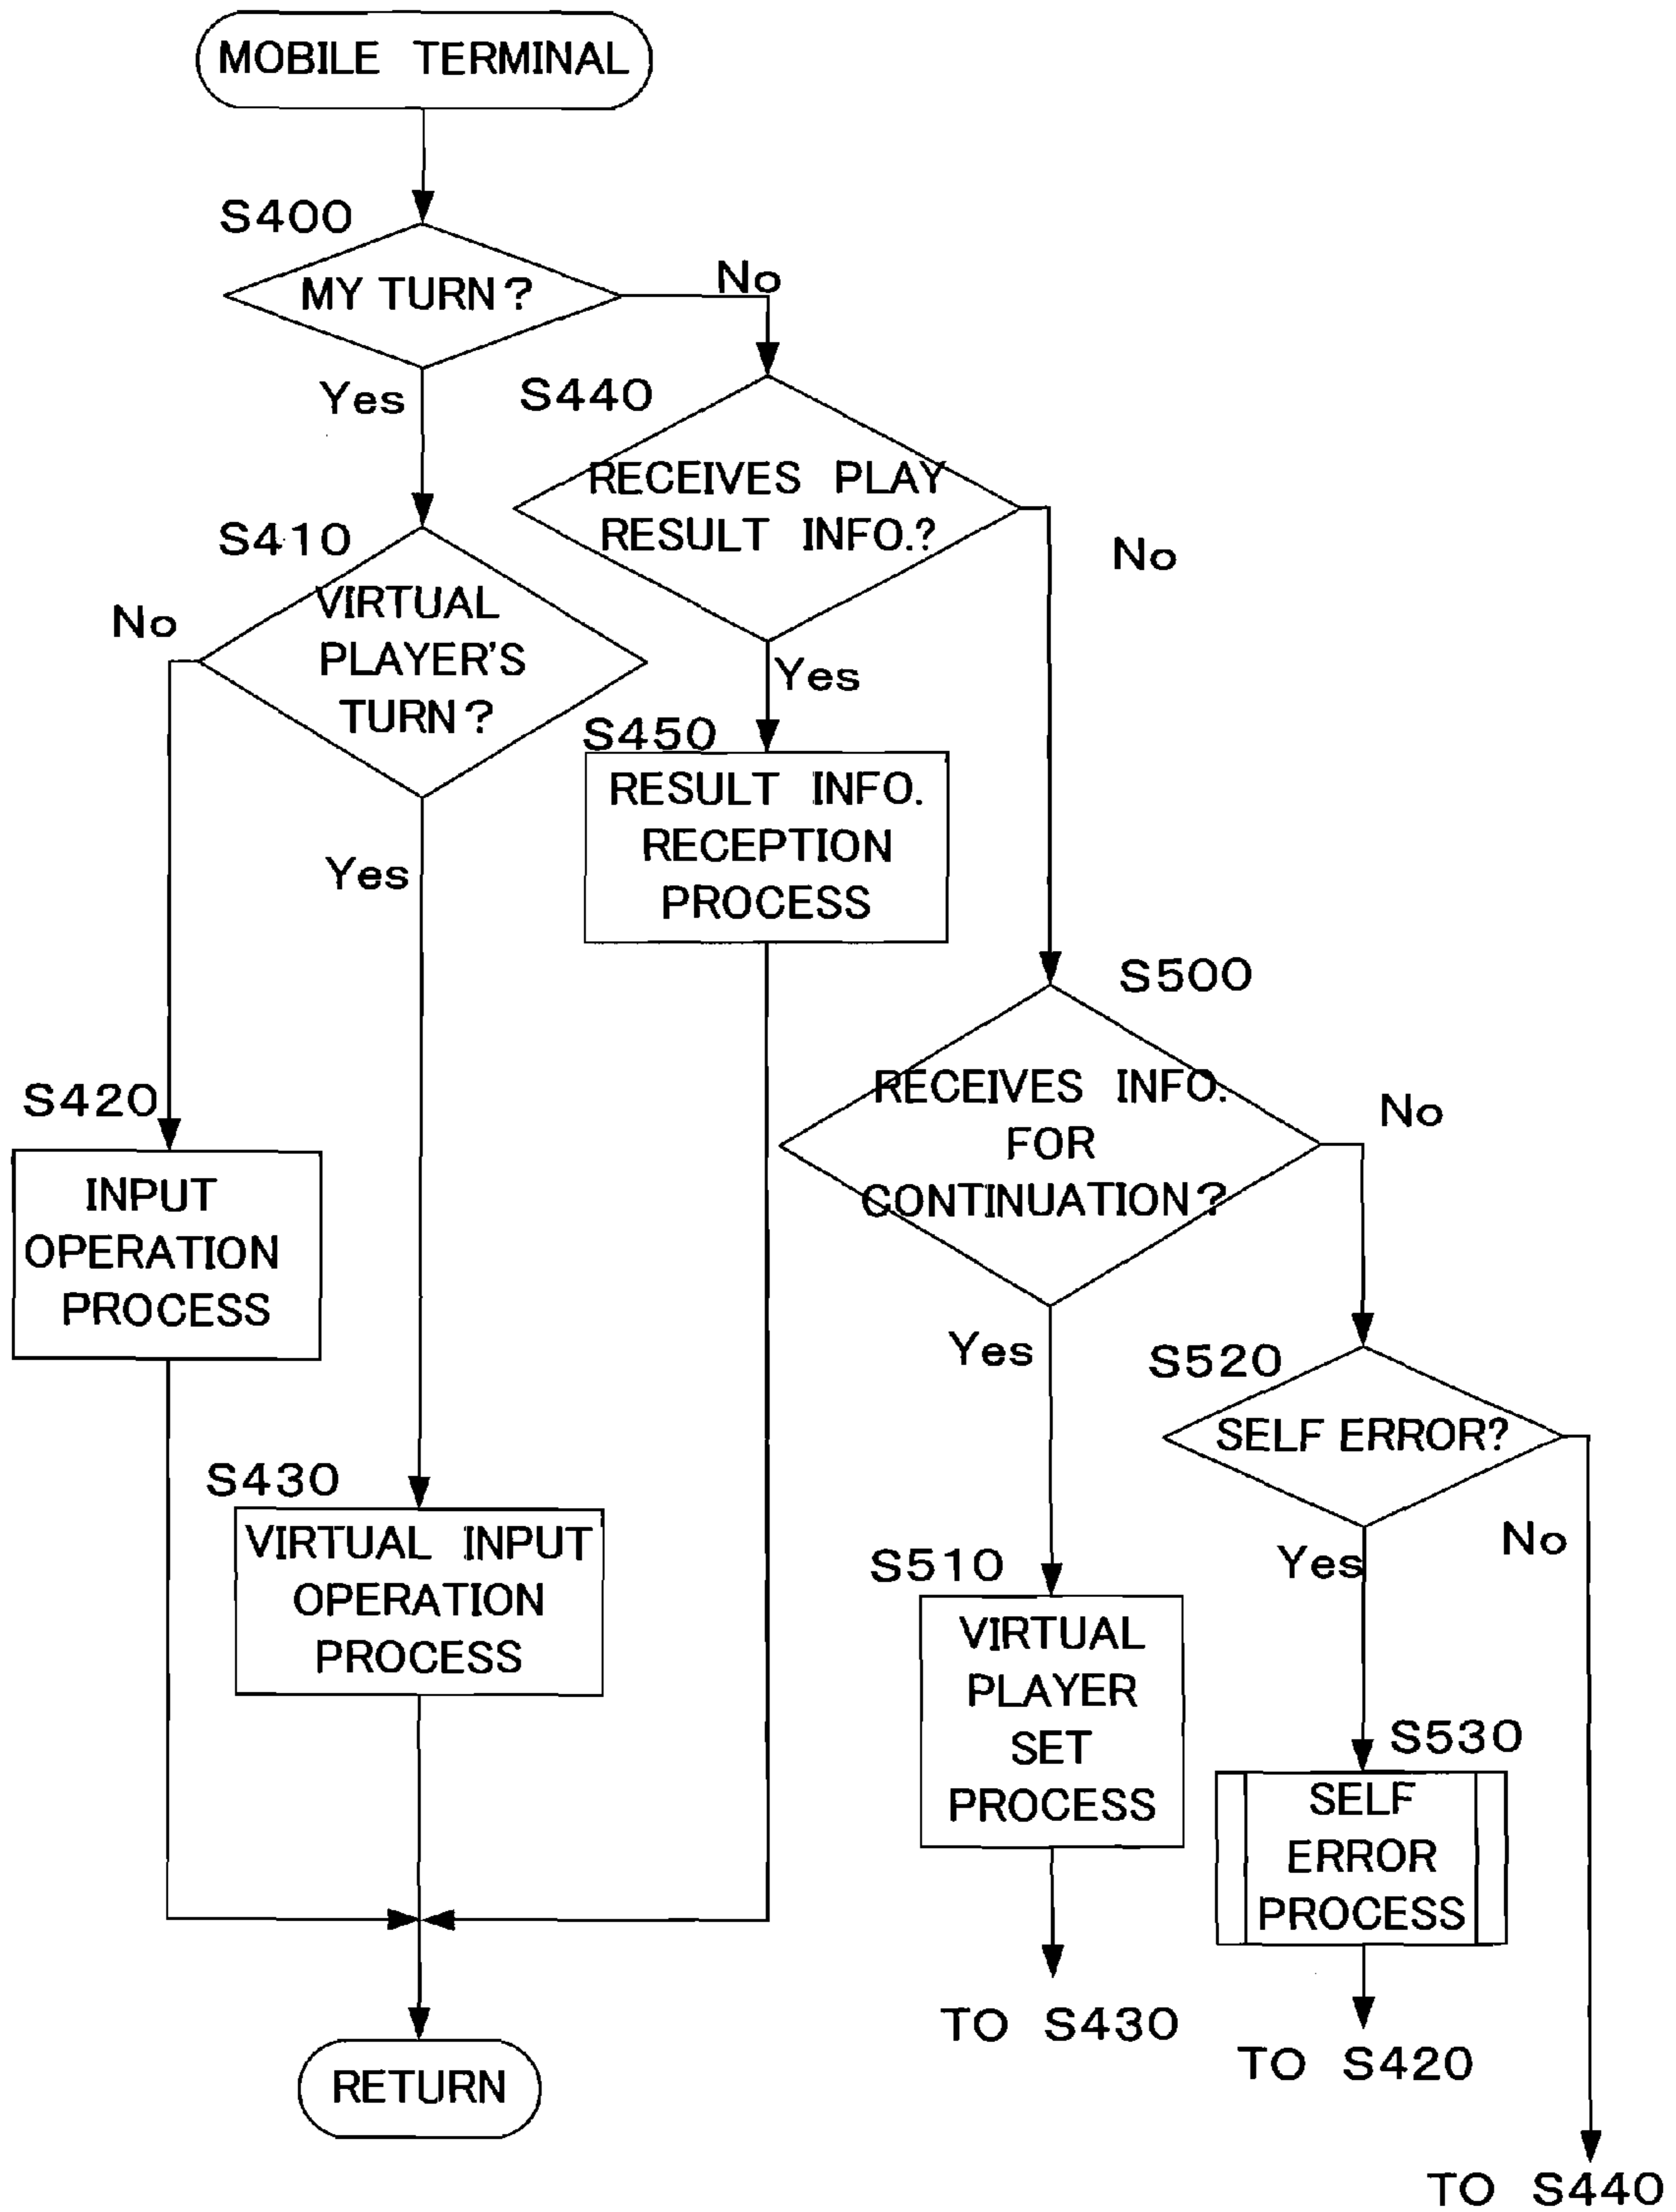 MOBILE TERMINAL
S400
MY TURN?
No
Yes
S440
RECEIVES PLAY
RESULT INFO.?
No
Yes
S410
VIRTUAL
PLAYER'S
TURN?
No
Yes
S450
RESULT INFO.
RECEPTION
PROCESS
S500
RECEIVES INFO.
FOR
CONTINUATION?
No
Yes
S420
INPUT
OPERATION
PROCESS
S430
VIRTUAL INPUT
OPERATION
PROCESS
S520
SELF ERROR?
No
Yes
S510
VIRTUAL
PLAYER
SET
PROCESS
S530
SELF
ERROR
PROCESS
TO S430
TO S420
TO S440
RETURN